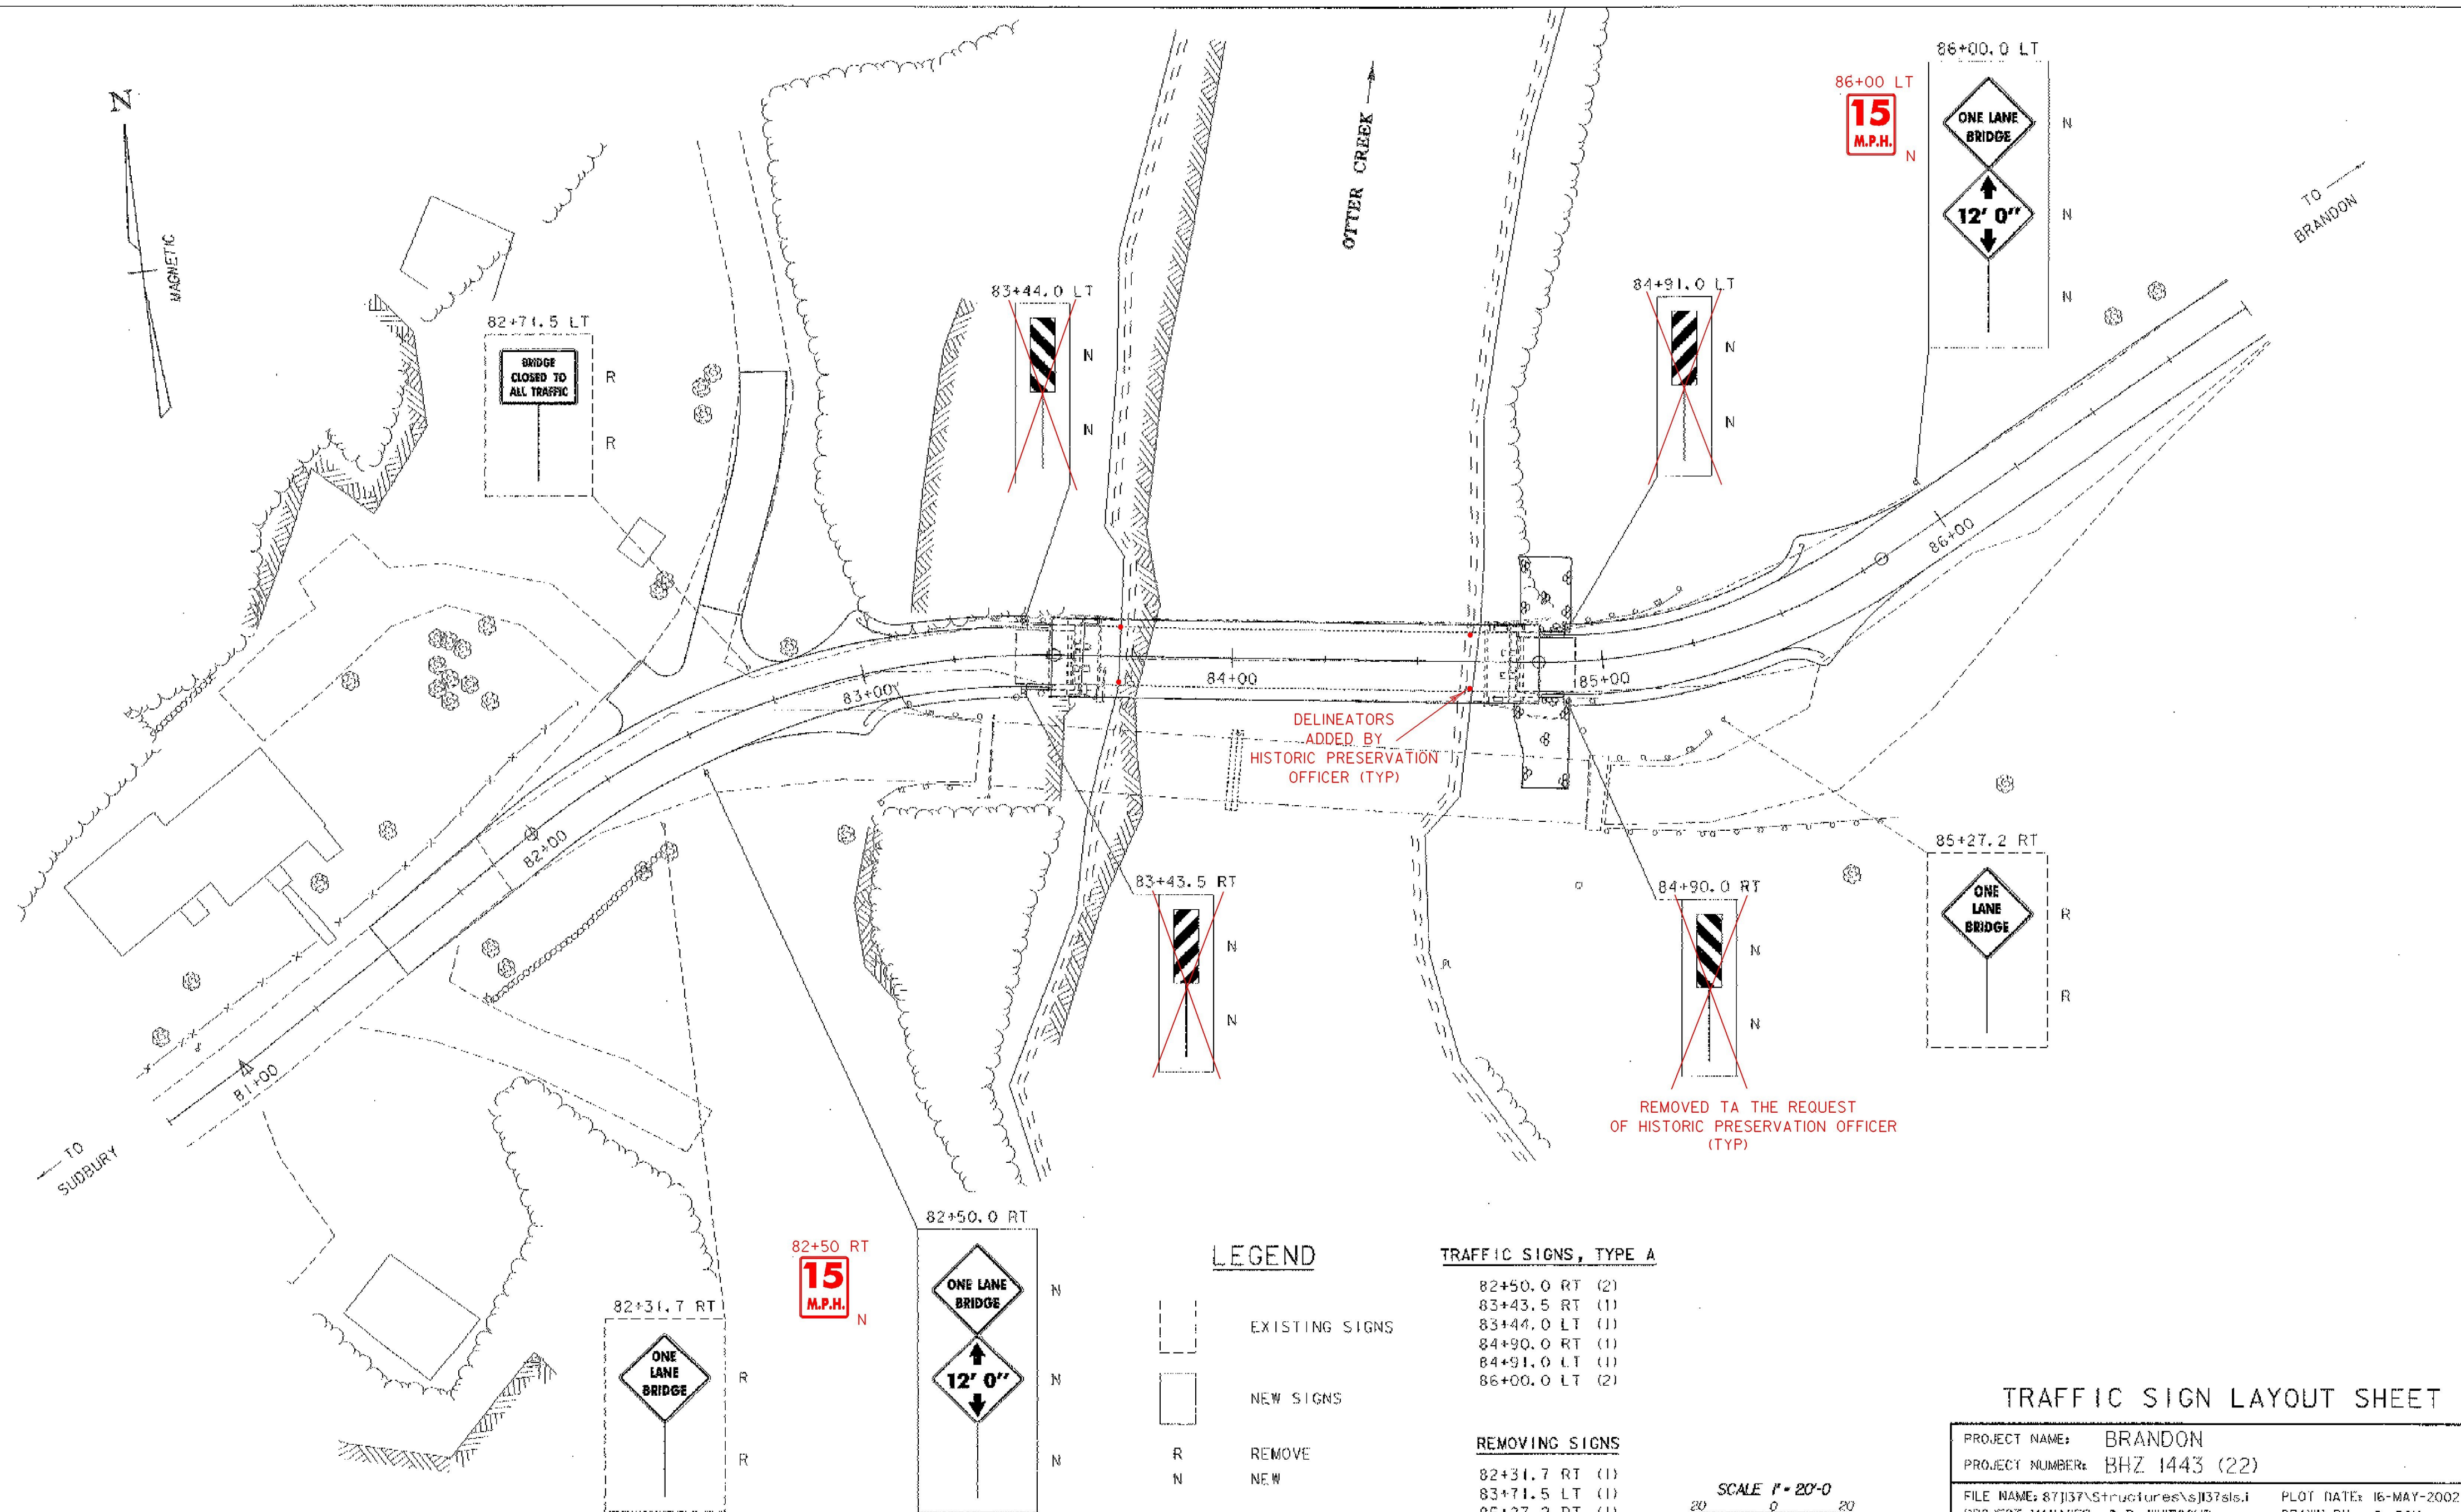 86+00.0 LT
86+00 LT
15
M.P.H.
N
ONE LANE
BRIDGE
N
12' 0"
N
N
TO
BRANDON
N
MAGNETIC
OTTER CREEK
82+71.5 LT
BRIDGE
CLOSED TO
ALL TRAFFIC
R
R
83+44.0 LT
N
N
84+91.0 LT
N
N
86+00
83+00
84+00
85+00
82+00
81+00
DELINEATORS
ADDED BY
HISTORIC PRESERVATION
OFFICER (TYP)
83+43.5 RT
N
N
84+90.0 RT
N
N
REMOVED TA THE REQUEST
OF HISTORIC PRESERVATION OFFICER
(TYP)
85+27.2 RT
ONE
LANE
BRIDGE
R
R
TO
SUDBURY
82+31.7 RT
ONE
LANE
BRIDGE
R
R
82+50 RT
15
M.P.H.
N
82+50.0 RT
ONE LANE
BRIDGE
N
12' 0"
N
N
LEGEND
EXISTING SIGNS
NEW SIGNS
R REMOVE
N NEW
TRAFFIC SIGNS, TYPE A
82+50.0 RT (2)
83+43.5 RT (1)
83+44.0 LT (1)
84+90.0 RT (1)
84+91.0 LT (1)
86+00.0 LT (2)
REMOVING SIGNS
82+31.7 RT (1)
83+71.5 LT (1)
SCALE 1" = 20'-0
20 0 20
TRAFFIC SIGN LAYOUT SHEET
PROJECT NAME: BRANDON
PROJECT NUMBER: BHZ 1443 (22)
FILE NAME: 87J137\Structures\sJ137sls.i PLOT DATE: 16-MAY-2002